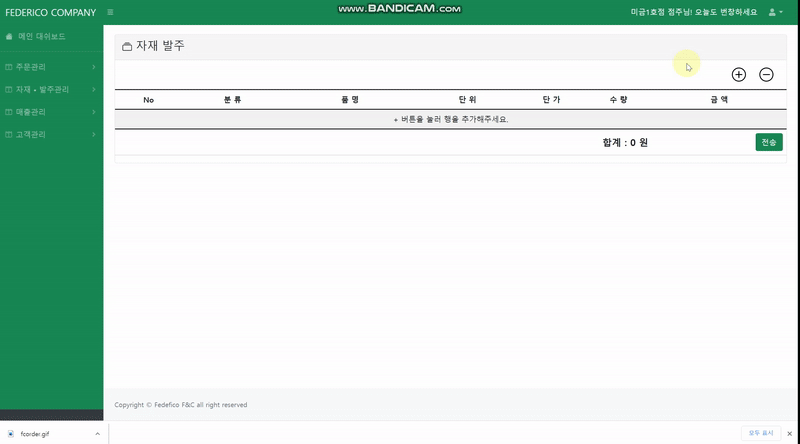 FEDERICO COMPANY
www.BANDICAM.com
미금1호점 점주님! 오늘도 번창하세요
메인 대쉬보드
주문관리
자재 • 발주관리
매출관리
고객관리
자재 발주
No 분 류 품 명 단 위 단 가 수 량 금 액
+ 버튼을 눌러 행을 추가해주세요.
합계 : 0 원
전송
Copyright © Fedefico F&C all right reserved
fcorder.gif
모두 표시